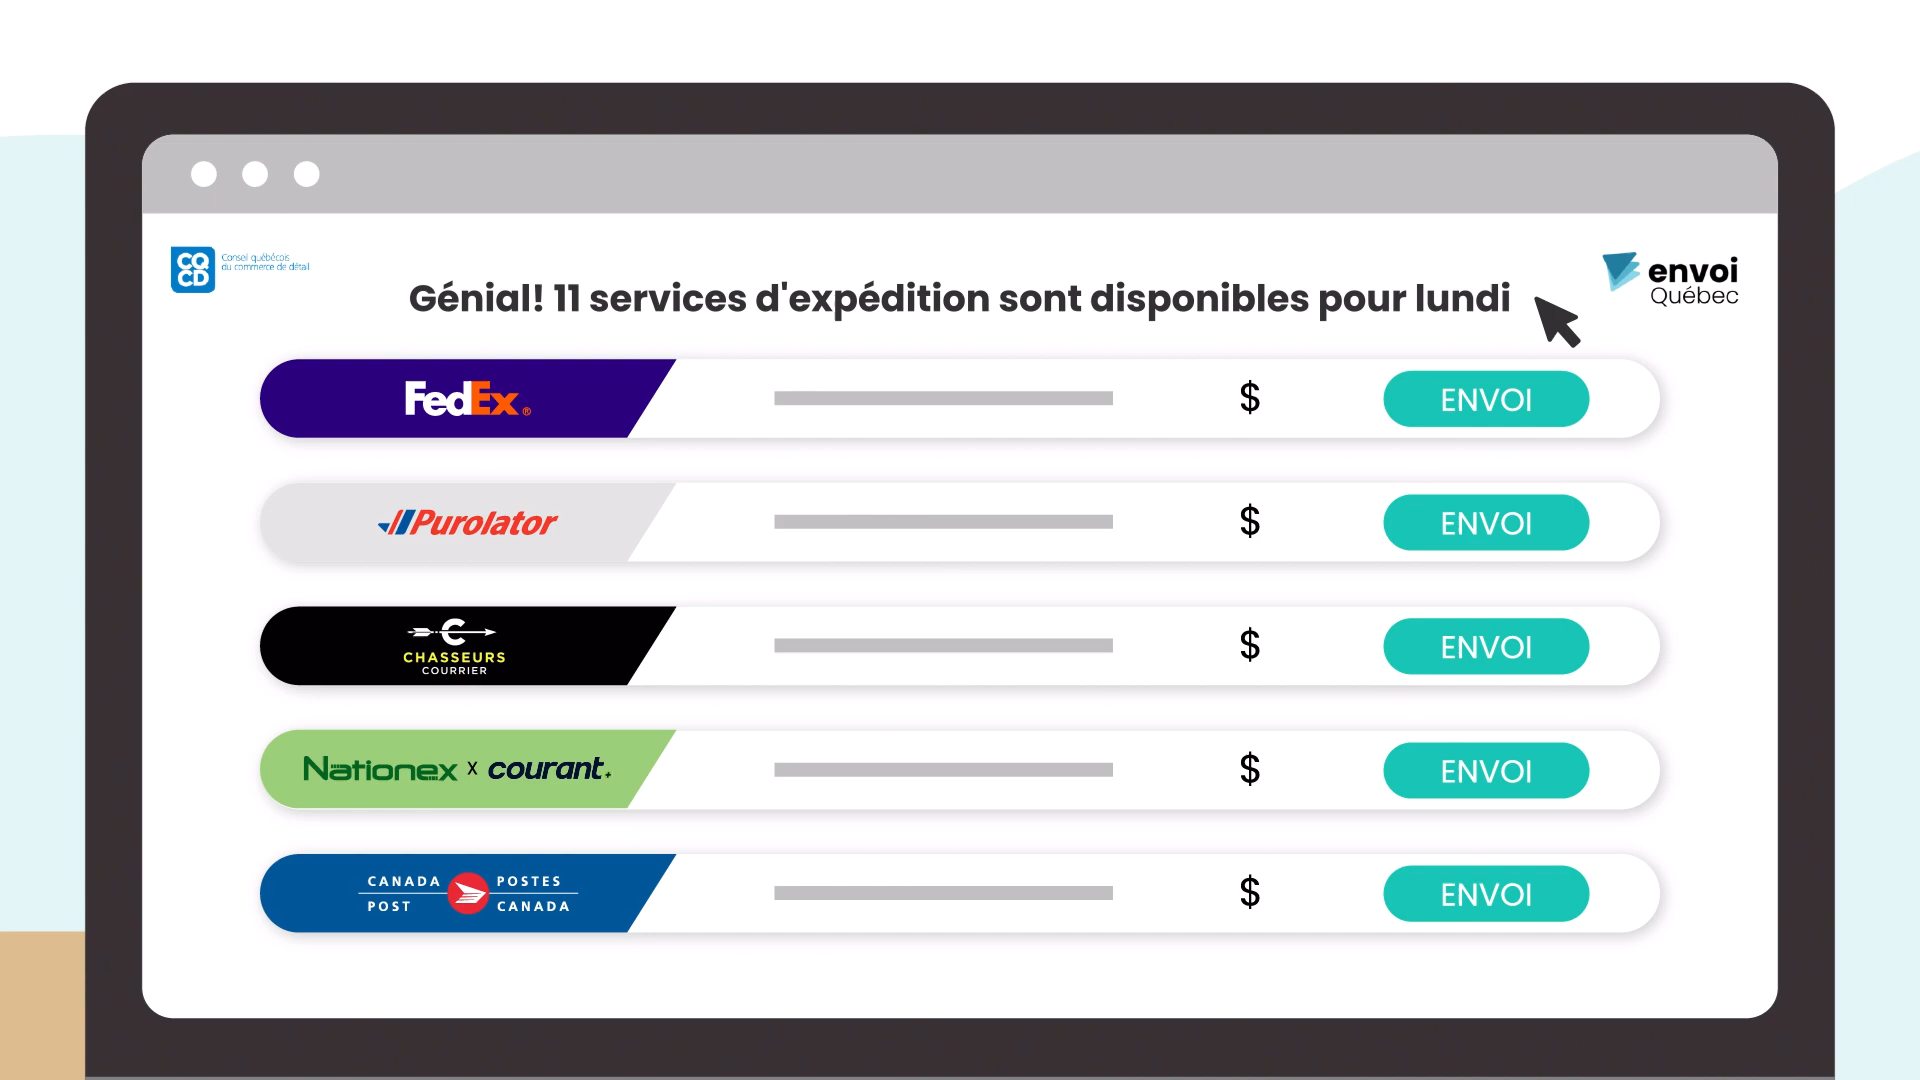 CQ
CD
Conseil québécois
du commerce de détail
envoi
Québec
Génial! 11 services d'expédition sont disponibles pour lundi
FedEx®
$
ENVOI
Purolator
$
ENVOI
C
CHASSEURS
COURRIER
$
ENVOI
Nationex x courant+
$
ENVOI
CANADA POSTES
POST CANADA
$
ENVOI